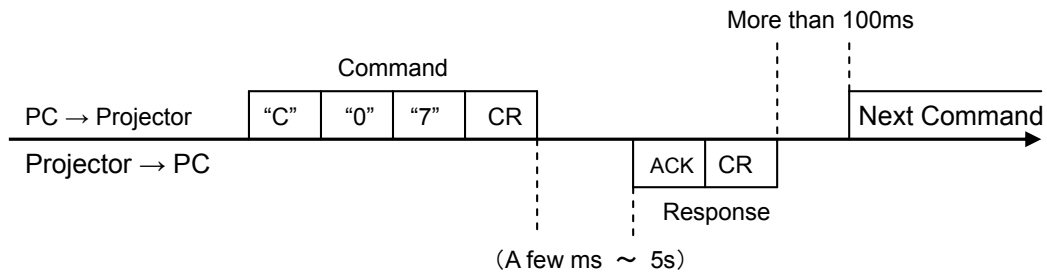 More than 100ms
Command
PC → Projector
“C” “0” “7” CR
Next Command
Projector → PC
ACK CR
Response
(A few ms ～ 5s)